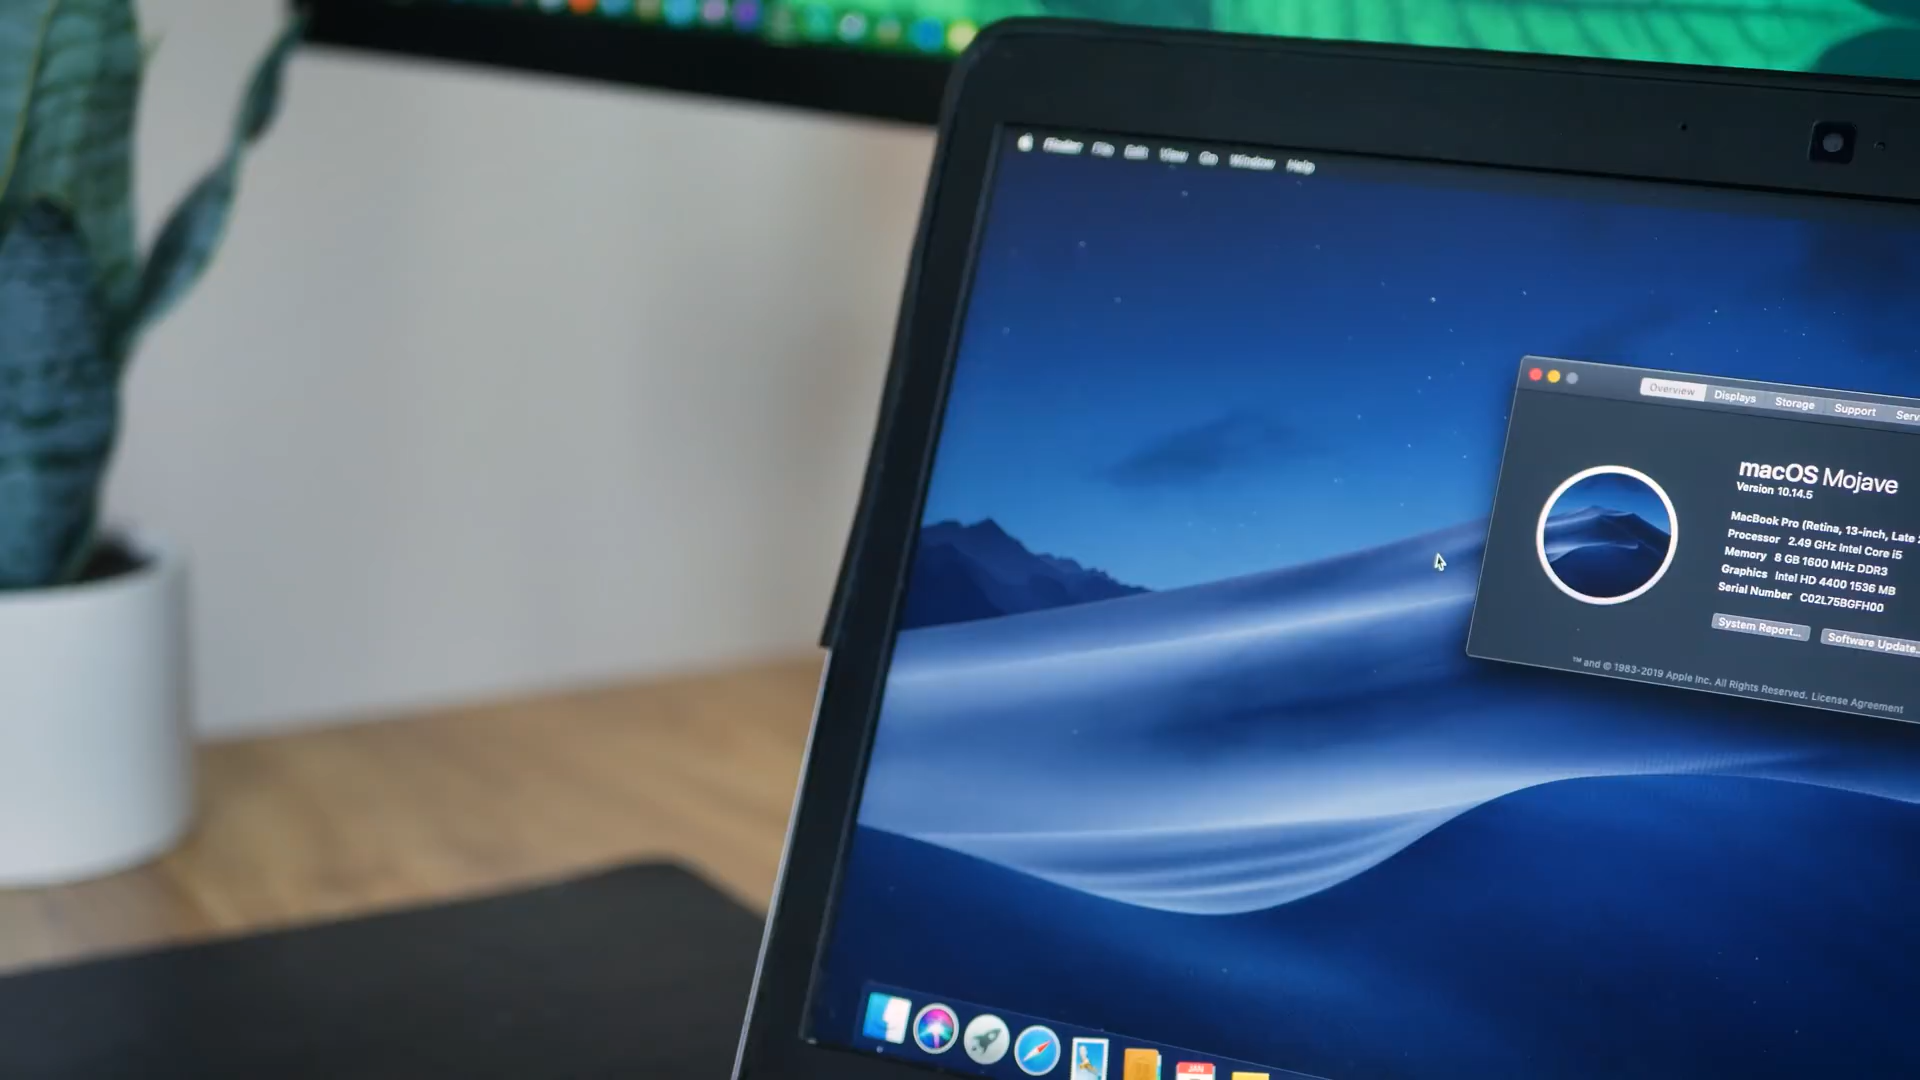 Finder File Edit View Go Window Help
Overview Displays Storage Support Serv
macOS Mojave
Version 10.14.5
MacBook Pro (Retina, 13-inch, Late
Processor 2.49 GHz Intel Core i5
Memory 8 GB 1600 MHz DDR3
Graphics Intel HD 4400 1536 MB
Serial Number C02L75BGFH00
System Report... Software Update...
™ and © 1983-2019 Apple Inc. All Rights Reserved. License Agreement
JAN